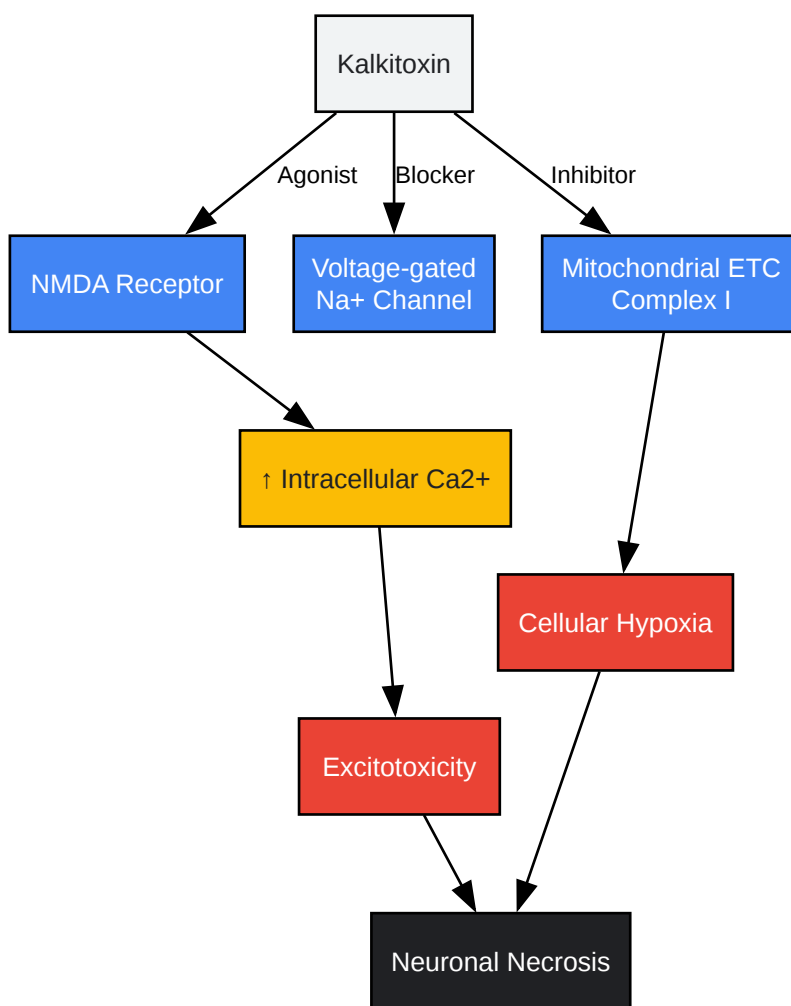 Kalkitoxin
Agonist
Blocker
Inhibitor
NMDA Receptor
Voltage-gated
Na+ Channel
Mitochondrial ETC
Complex I
↑ Intracellular Ca2+
Cellular Hypoxia
Excitotoxicity
Neuronal Necrosis